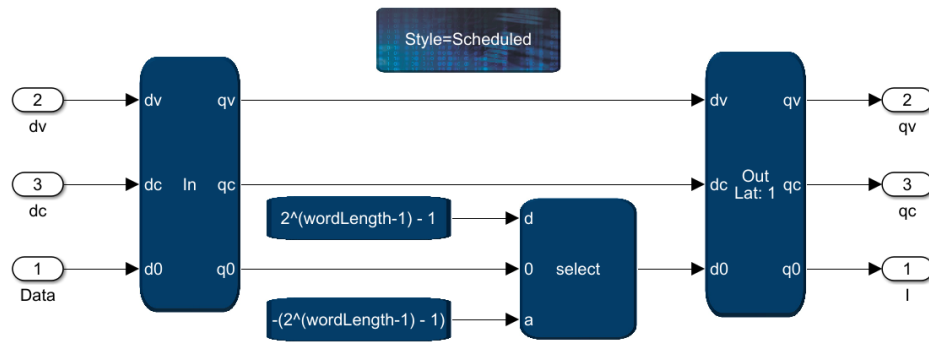 Style=Scheduled
2
dv
3
dc
1
Data
dv
qv
dc
In
qc
d0
q0
2^(wordLength-1) - 1
-(2^(wordLength-1) - 1)
d
0
select
a
dv
qv
dc
Out
Lat: 1
qc
d0
q0
2
qv
3
qc
1
I